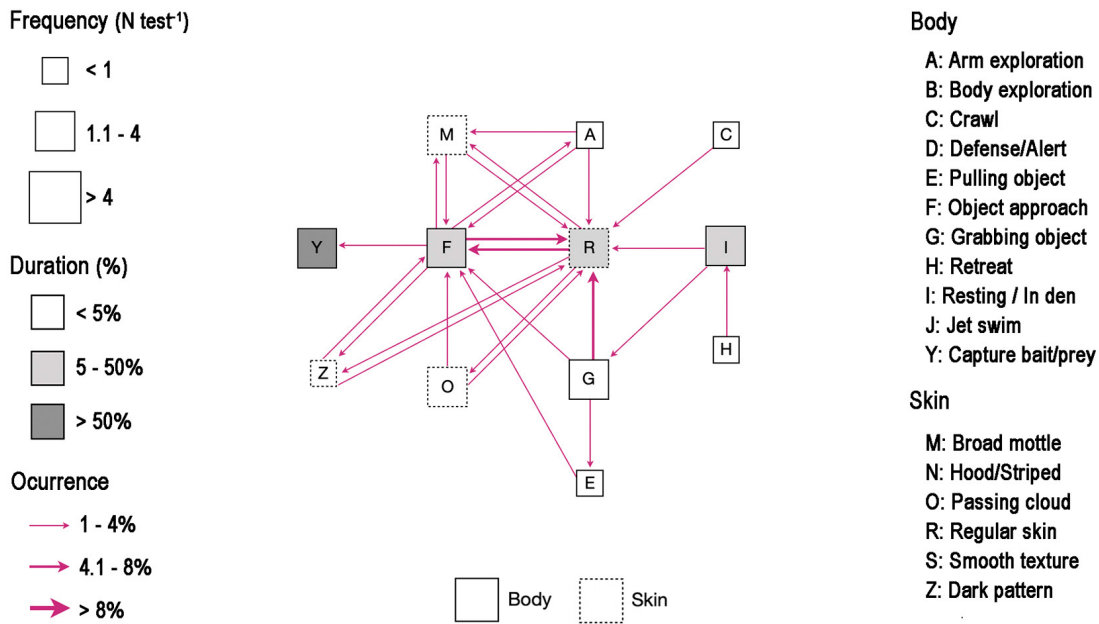 Frequency (N test⁻¹)
< 1
1.1 - 4
> 4
Duration (%)
< 5%
5 - 50%
> 50%
Ocurrence
1 - 4%
4.1 - 8%
> 8%
M
A
C
Y
F
R
I
Z
O
G
H
E
Body
Skin
Body
A: Arm exploration
B: Body exploration
C: Crawl
D: Defense/Alert
E: Pulling object
F: Object approach
G: Grabbing object
H: Retreat
I: Resting / In den
J: Jet swim
Y: Capture bait/prey
Skin
M: Broad mottle
N: Hood/Striped
O: Passing cloud
R: Regular skin
S: Smooth texture
Z: Dark pattern